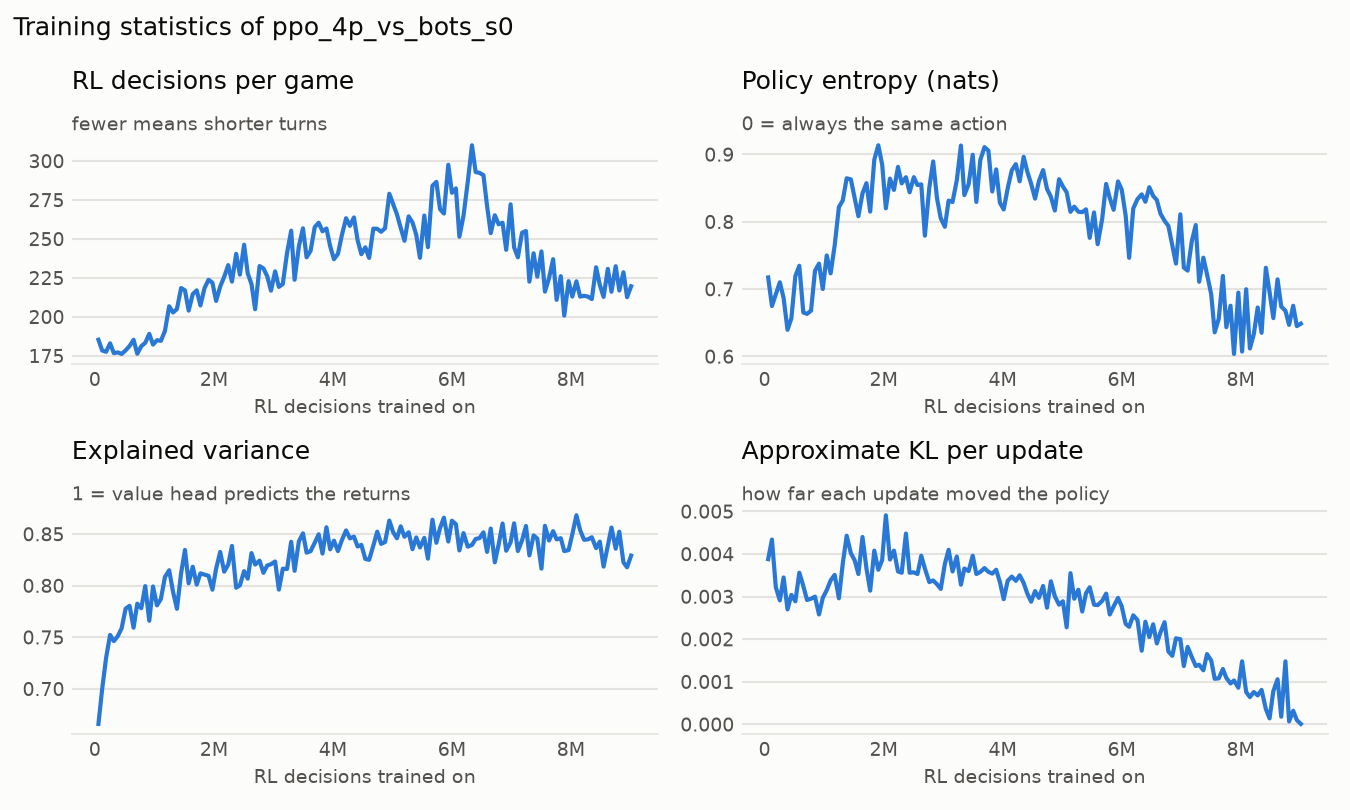 Training statistics of ppo_4p_vs_bots_s0
RL decisions per game
fewer means shorter turns
300
275
250
225
200
175
0 2M 4M 6M 8M
RL decisions trained on
Policy entropy (nats)
0 = always the same action
0.9
0.8
0.7
0.6
0 2M 4M 6M 8M
RL decisions trained on
Explained variance
1 = value head predicts the returns
0.85
0.80
0.75
0.70
0 2M 4M 6M 8M
RL decisions trained on
Approximate KL per update
how far each update moved the policy
0.005
0.004
0.003
0.002
0.001
0.000
0 2M 4M 6M 8M
RL decisions trained on